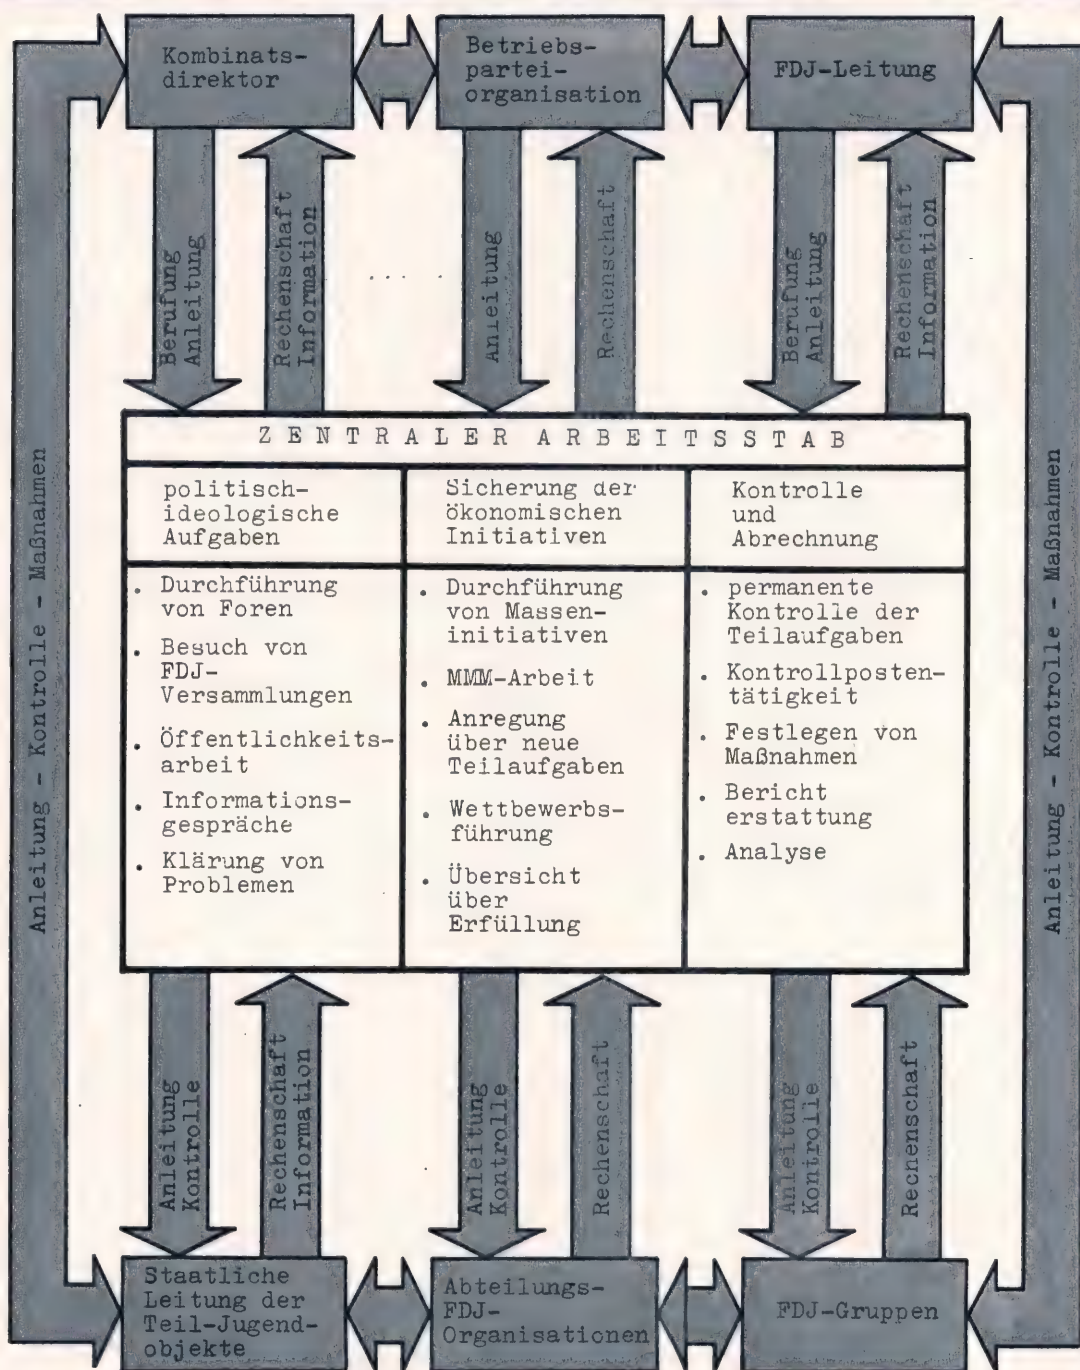 Kombinats-
direktor
Betriebs-
partei-
organisation
FDJ-Leitung
Berufung
Anleitung
Rechenschaft
Information
Anleitung
Rechenschaft
Berufung
Anleitung
Rechenschaft
Information
Anleitung - Kontrolle - Maßnahmen
ZENTRALER ARBEITSSTAB
politisch-
ideologische
Aufgaben
. Durchführung
von Foren
. Besuch von
FDJ-
Versammlungen
. Öffentlichkeits-
arbeit
. Informations-
gespräche
. Klärung von
Problemen
Sicherung der
ökonomischen
Initiativen
. Durchführung
von Massen-
initiativen
. MMM-Arbeit
. Anregung
über neue
Teilaufgaben
. Wettbewerbs-
führung
. Übersicht
über
Erfüllung
Kontrolle
und
Abrechnung
. permanente
Kontrolle der
Teilaufgaben
. Kontrollposten-
tätigkeit
. Festlegen von
Maßnahmen
. Bericht
erstattung
. Analyse
Anleitung - Kontrolle - Maßnahmen
Anleitung
Kontrolle
Rechenschaft
Information
Anleitung
Kontrolle
Rechenschaft
Anleitung
Kontrolle
Rechenschaft
Staatliche
Leitung der
Teil-Jugend-
objekte
Abteilungs-
FDJ-
Organisationen
FDJ-Gruppen